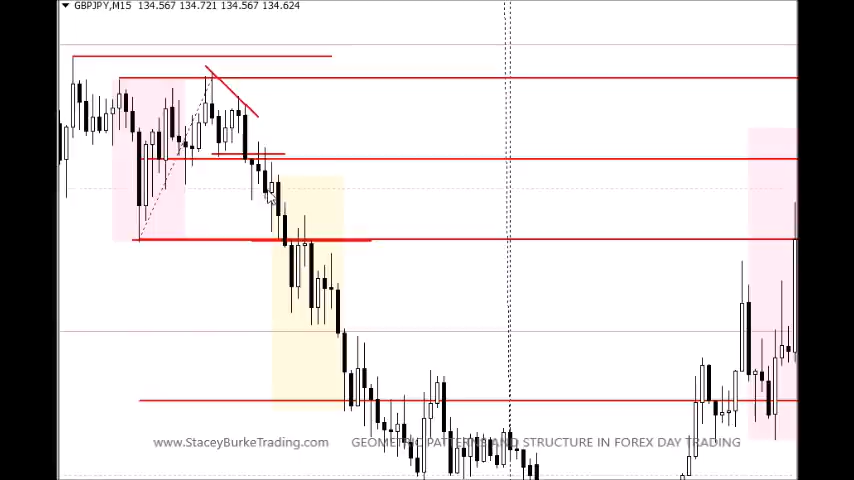 GBPJPY,M15 134.567 134.721 134.567 134.624
www.StaceyBurkeTrading.com GEOMETRIC PATTERNS AND STRUCTURE IN FOREX DAY TRADING